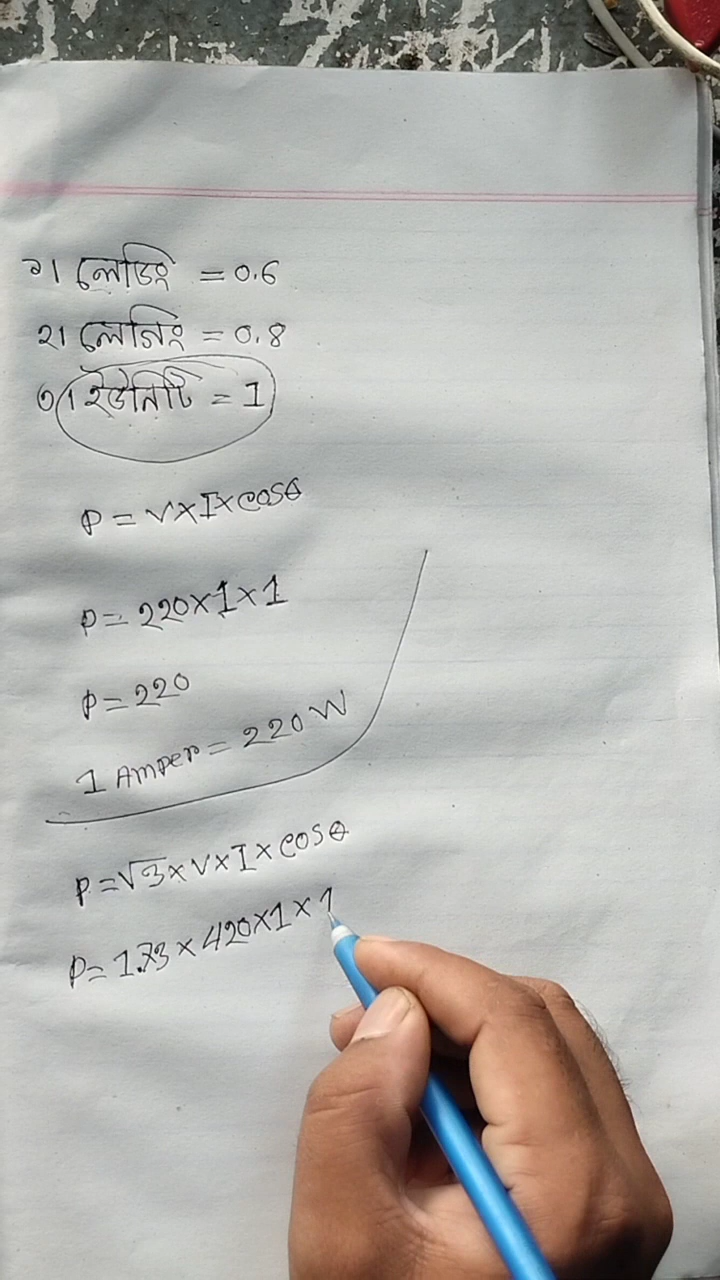 ১। লেডিং = 0.6
২। লেগিং = 0.8
৩। ইউনিটি = 1
P = V×I×cosθ
P = 220×1×1
P = 220
1 Amper = 220 W
P = √3×V×I×cosθ
P = 1.73×420×1×1